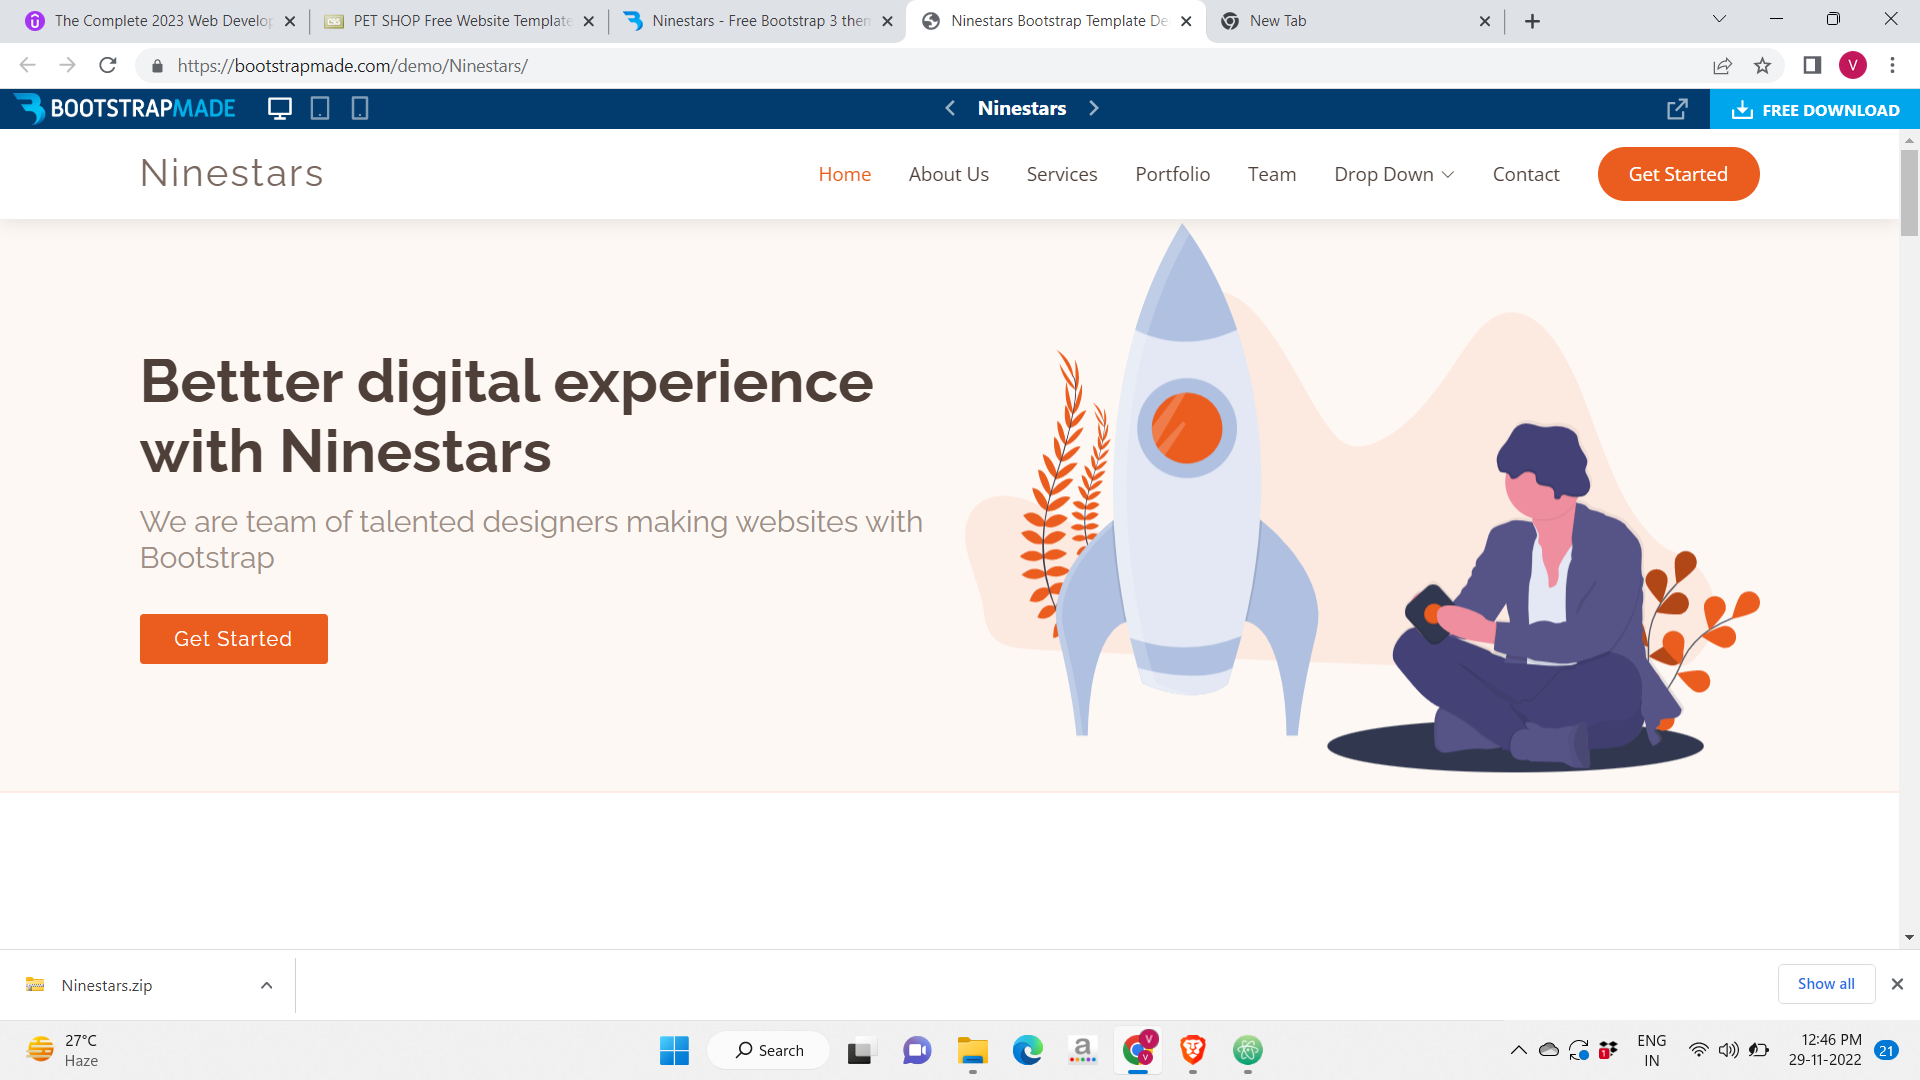 The Complete 2023 Web Develop
PET SHOP Free Website Template
Ninestars - Free Bootstrap 3 them
Ninestars Bootstrap Template De
New Tab
https://bootstrapmade.com/demo/Ninestars/
V
BOOTSTRAPMADE
Ninestars
FREE DOWNLOAD
Ninestars
Home
About Us
Services
Portfolio
Team
Drop Down
Contact
Get Started
Bettter digital experience
with Ninestars
We are team of talented designers making websites with
Bootstrap
Get Started
Ninestars.zip
Show all
27°C
Haze
Search
a
V
V
1
ENG
IN
12:46 PM
29-11-2022
21